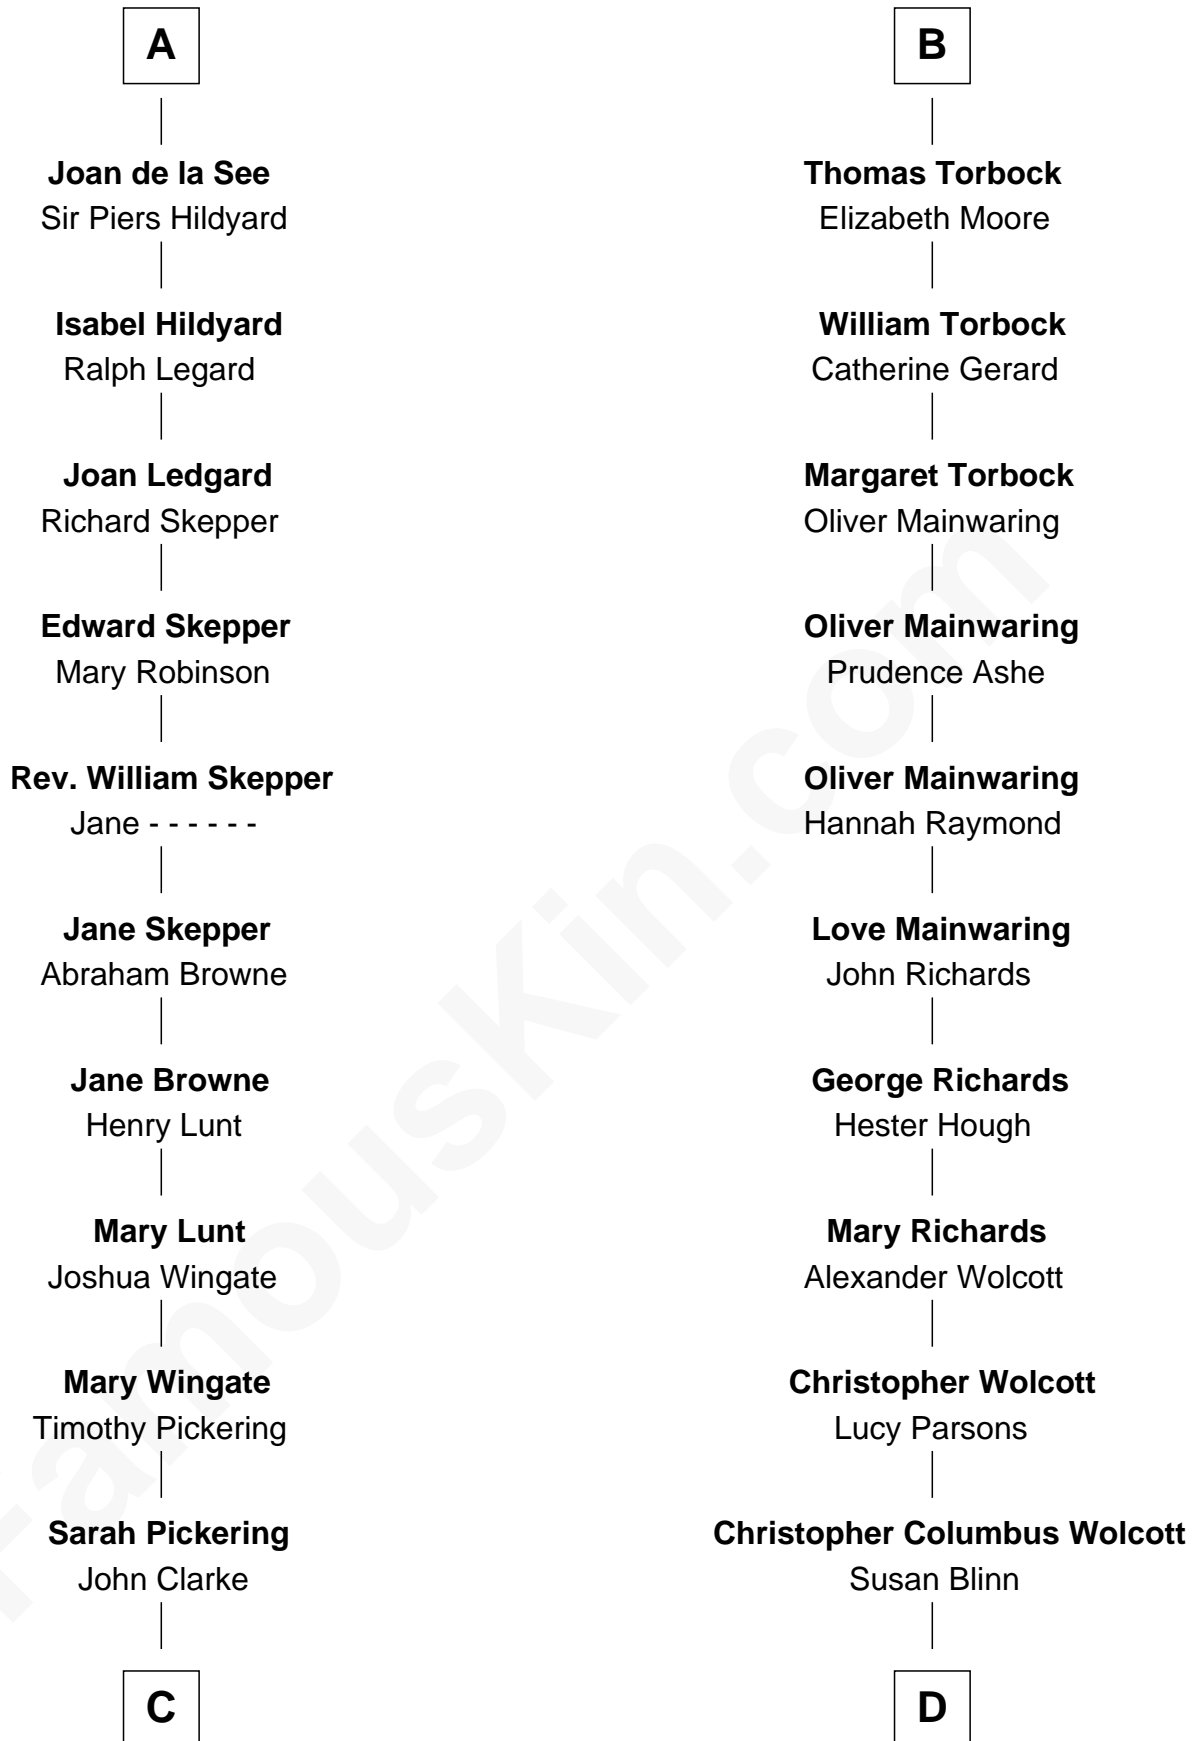 A
Joan de la See
Sir Piers Hildyard
Isabel Hildyard
Ralph Legard
Joan Ledgard
Richard Skepper
Edward Skepper
Mary Robinson
Rev. William Skepper
Jane - - - - - -
Jane Skepper
Abraham Browne
Jane Browne
Henry Lunt
Mary Lunt
Joshua Wingate
Mary Wingate
Timothy Pickering
Sarah Pickering
John Clarke
C
B
Thomas Torbock
Elizabeth Moore
William Torbock
Catherine Gerard
Margaret Torbock
Oliver Mainwaring
Oliver Mainwaring
Prudence Ashe
Oliver Mainwaring
Hannah Raymond
Love Mainwaring
John Richards
George Richards
Hester Hough
Mary Richards
Alexander Wolcott
Christopher Wolcott
Lucy Parsons
Christopher Columbus Wolcott
Susan Blinn
D
FamousKin.com